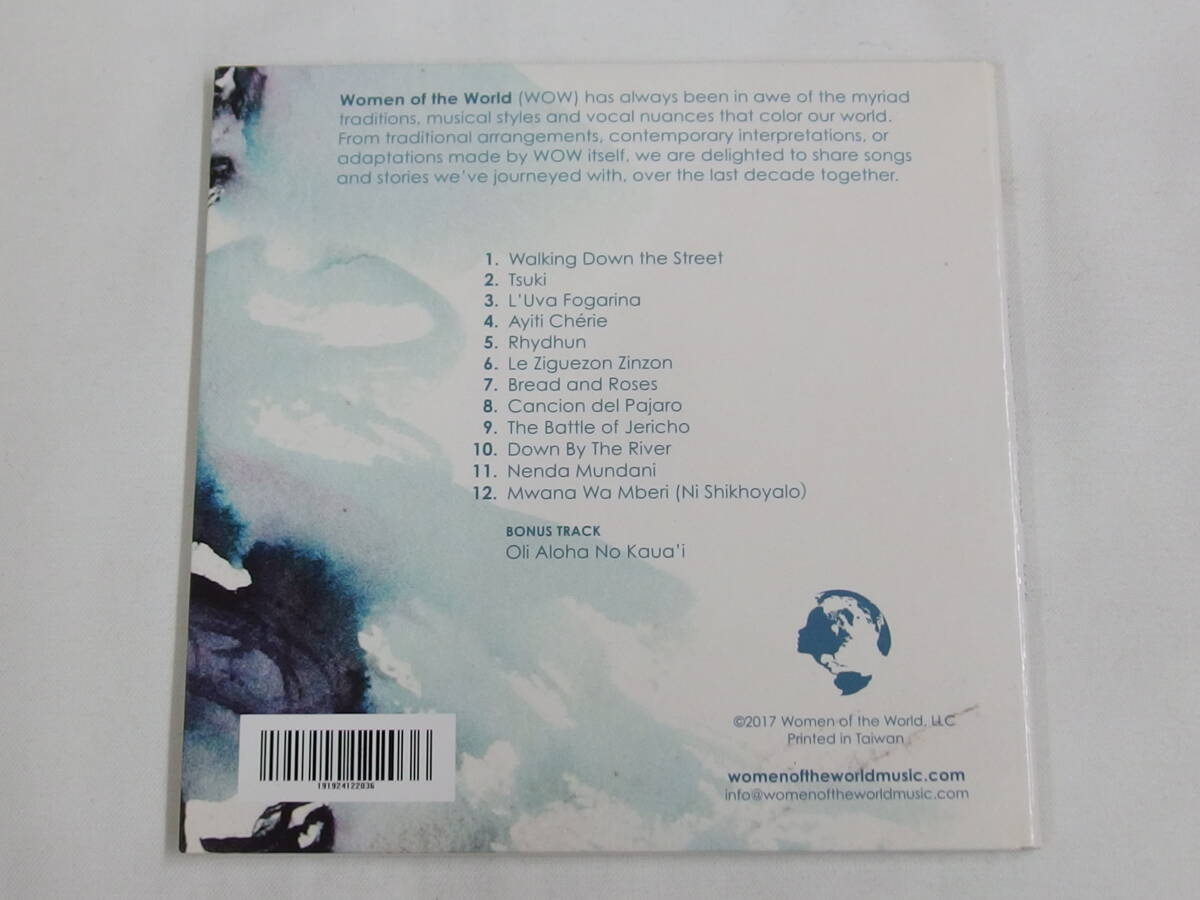 Women of the World (WOW) has always been in awe of the myriad
traditions, musical styles and vocal nuances that color our world.
From traditional arrangements, contemporary interpretations, or
adaptations made by WOW itself, we are delighted to share songs
and stories we've journeyed with, over the last decade together.
1. Walking Down the Street
2. Tsuki
3. L'Uva Fogarina
4. Ayiti Chérie
5. Rhydhun
6. Le Ziguezon Zinzon
7. Bread and Roses
8. Cancion del Pajaro
9. The Battle of Jericho
10. Down By The River
11. Nenda Mundani
12. Mwana Wa Mberi (Ni Shikhoyalo)
BONUS TRACK
Oli Aloha No Kaua'i
©2017 Women of the World, LLC
Printed in Taiwan
womenoftheworldmusic.com
info@womenoftheworldmusic.com
191924122036